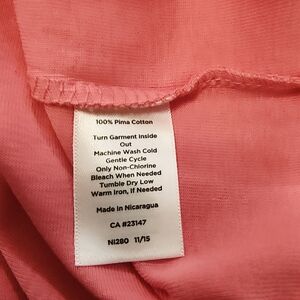 100% Pima Cotton
Turn Garment Inside
Out
Machine Wash Cold
Gentle Cycle
Only Non-Chlorine
Bleach When Needed
Tumble Dry Low
Warm Iron, if Needed
Made in Nicaragua
CA #23147
NI280 11/15